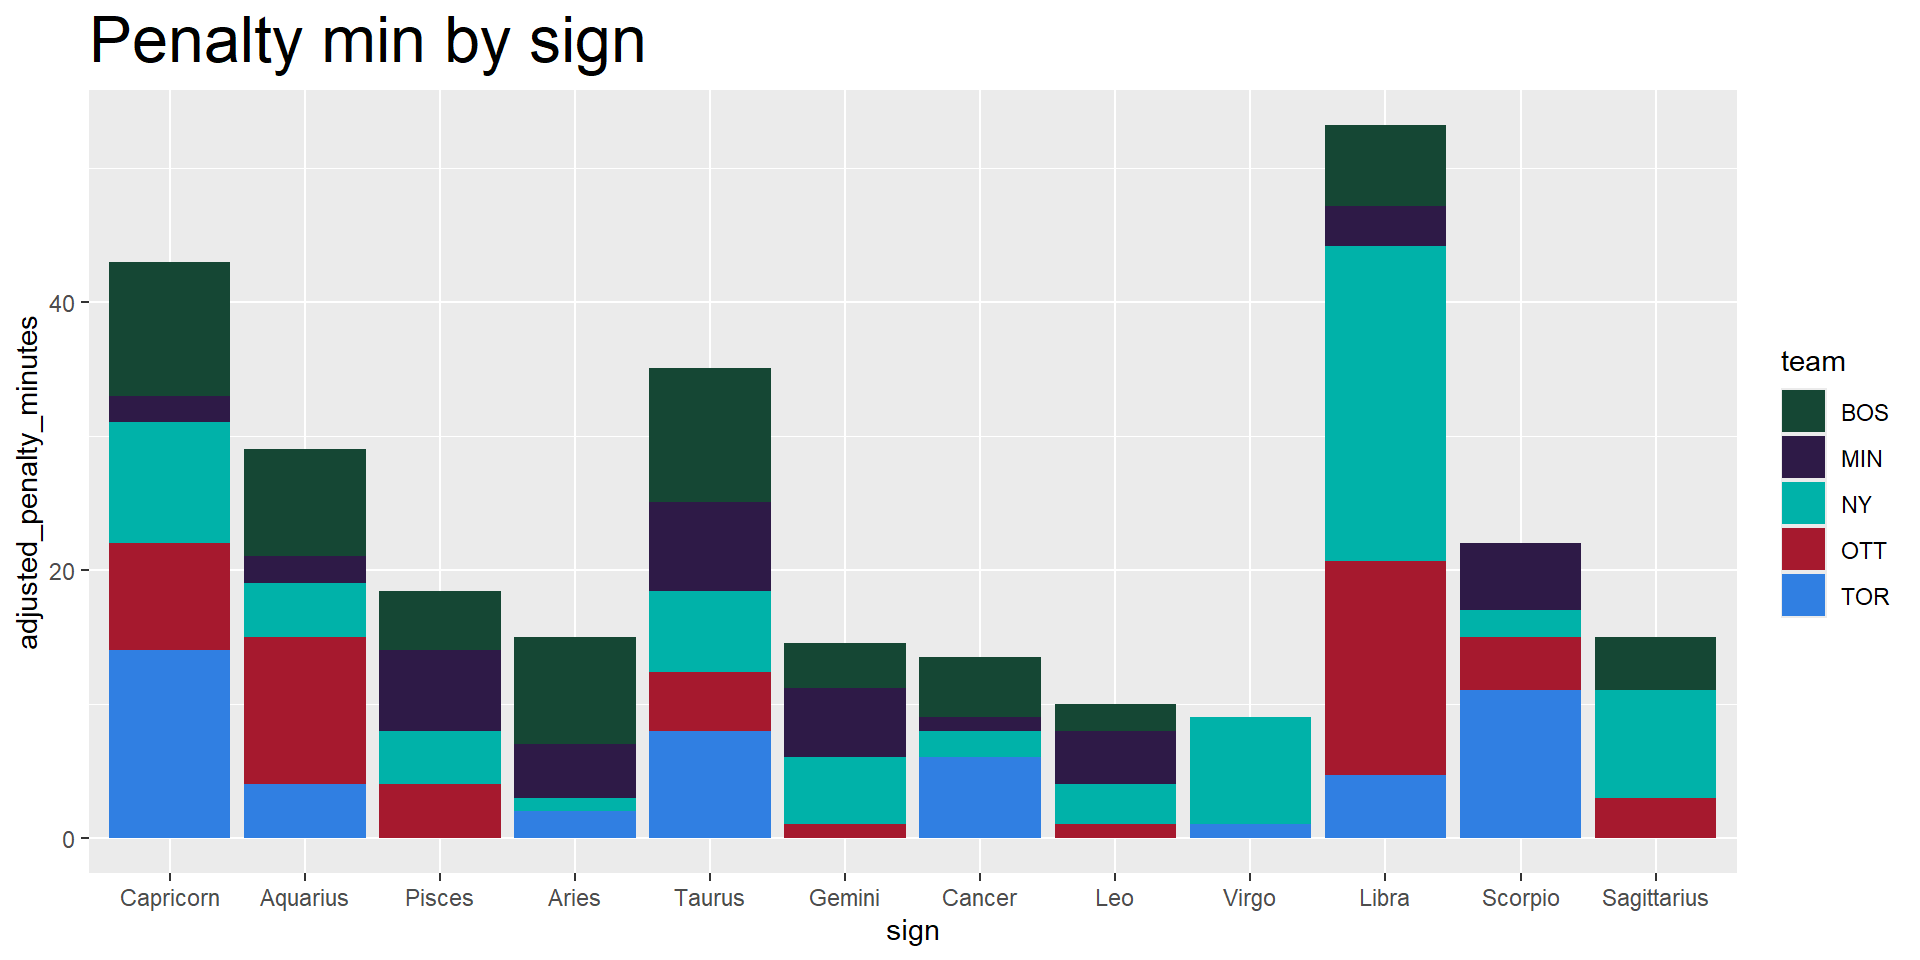 Penalty min by sign
adjusted_penalty_minutes
40
20
0
Capricorn Aquarius Pisces Aries Taurus Gemini Cancer Leo Virgo Libra Scorpio Sagittarius
sign
team
BOS
MIN
NY
OTT
TOR